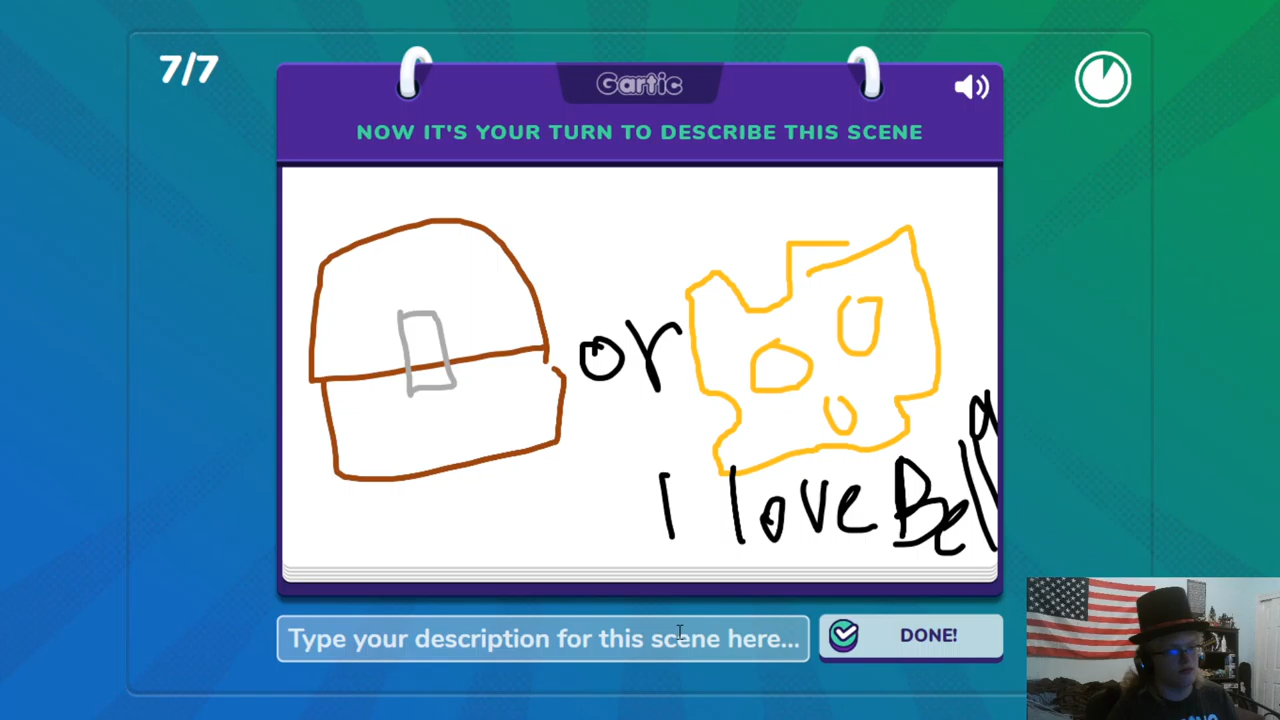 7/7
Gartic
NOW IT'S YOUR TURN TO DESCRIBE THIS SCENE
or
I love Bella
Type your description for this scene here...
DONE!